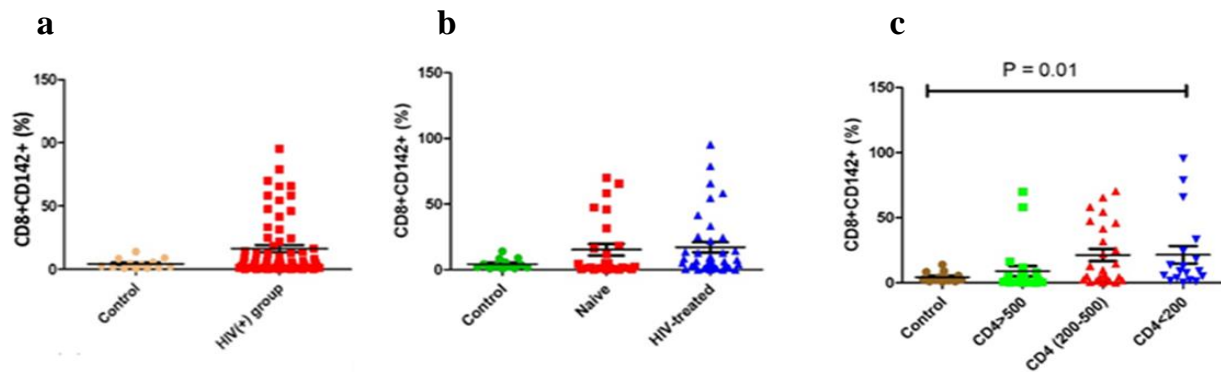 a
b
c
CD8+CD142+ (%)
150
00
50
0
Control
HIV(+) group
CD8+CD142+ (%)
150
100
50
0
Control
Naive
HIV-treated
P = 0.01
CD8+CD142+ (%)
150
100
50
0
Control
CD4>500
CD4 (200-500)
CD4<200